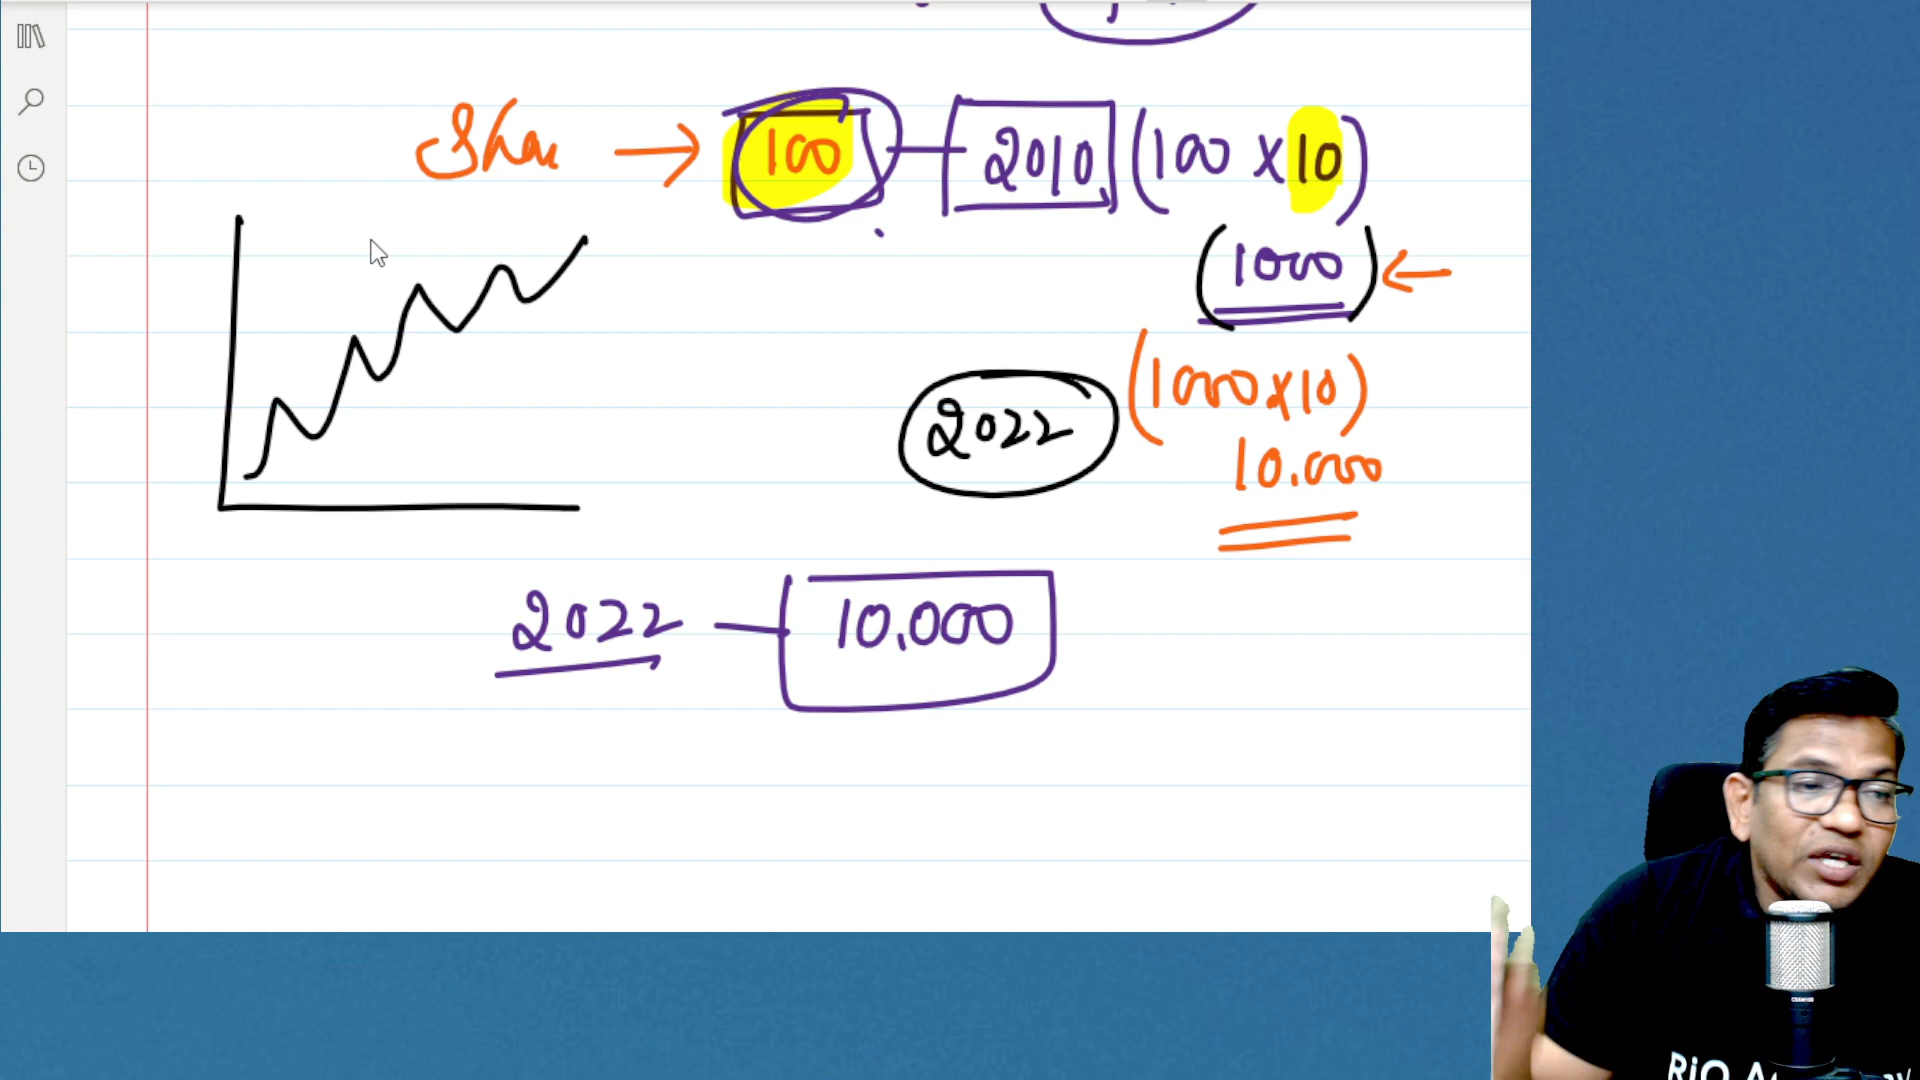 Share → 100 — 2010 (100 x 10)
(1000) ←
2022 (1000 x 10)
10.000
2022 — 10.000